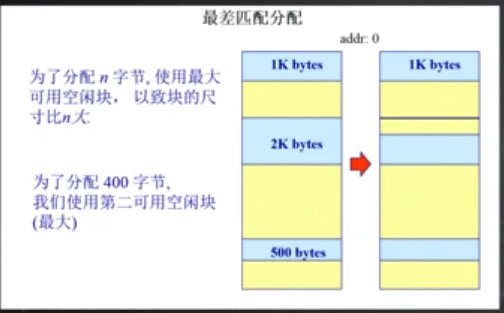 最差匹配分配
addr: 0
为了分配 n 字节, 使用最大
可用空闲块， 以致块的尺
寸比n大:
为了分配 400 字节,
我们使用第二可用空闲块
(最大)
1K bytes
2K bytes
500 bytes
1K bytes